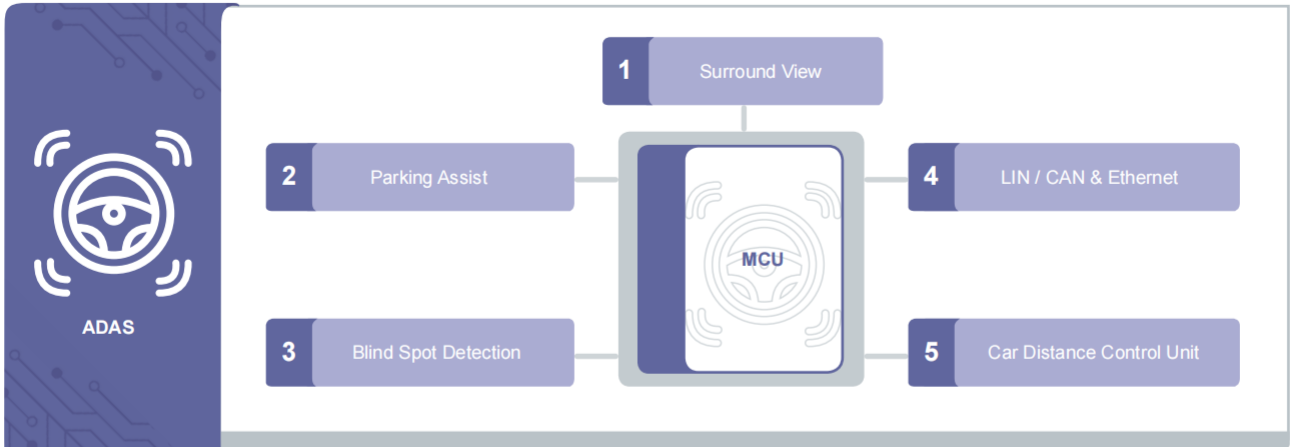 ADAS
1
Surround View
2
Parking Assist
3
Blind Spot Detection
MCU
4
LIN / CAN & Ethernet
5
Car Distance Control Unit